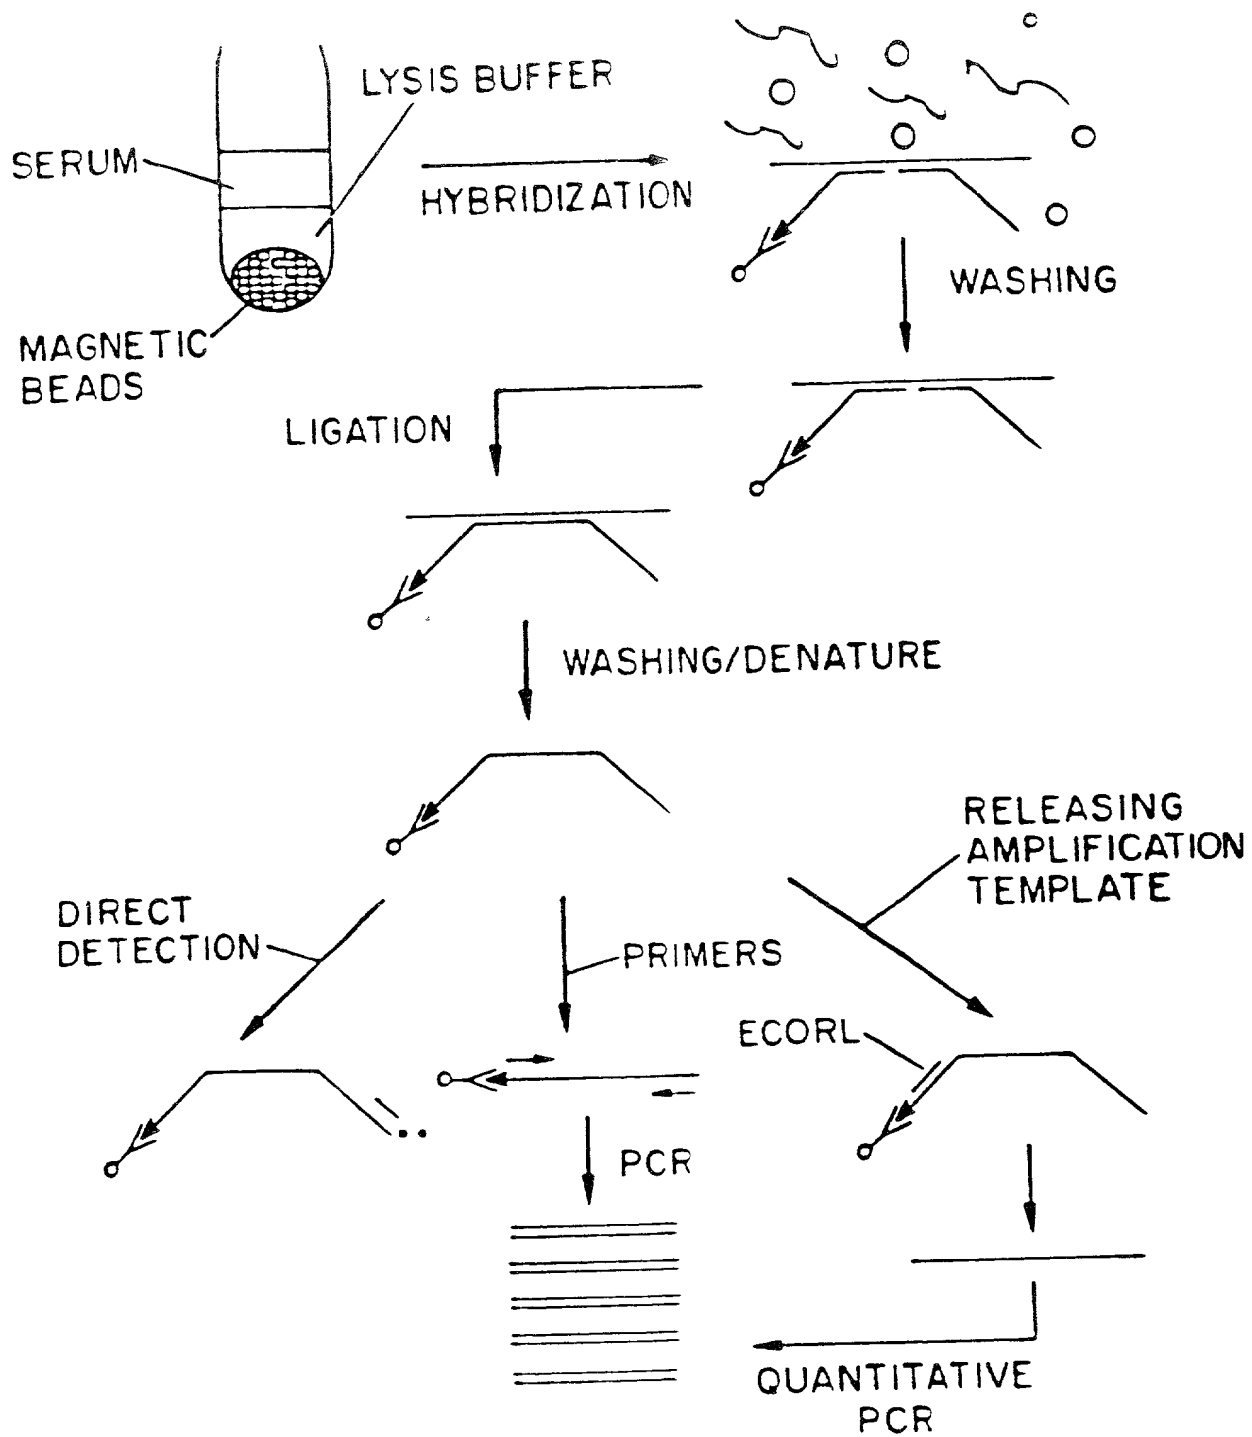 LYSIS BUFFER
SERUM
HYBRIDIZATION
MAGNETIC
BEADS
WASHING
LIGATION
WASHING/DENATURE
RELEASING
AMPLIFICATION
TEMPLATE
DIRECT
DETECTION
PRIMERS
ECORL
PCR
QUANTITATIVE
PCR